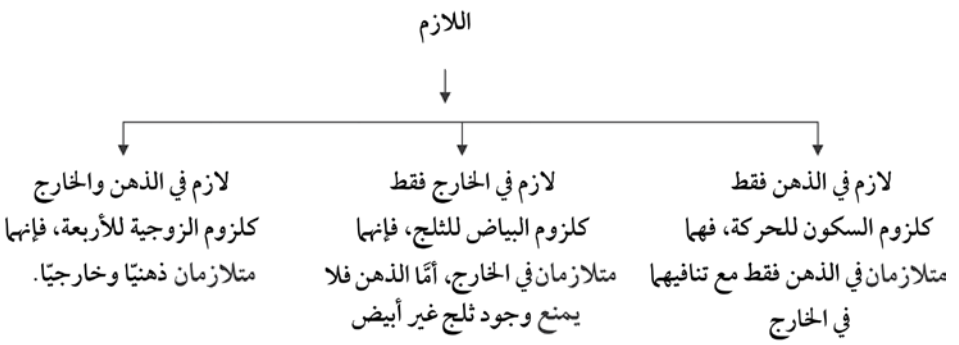 اللازم
لازم في الذهن فقط
كلزوم السكون للحركة، فهما
متلازمان في الذهن فقط مع تنافيهما
في الخارج
لازم في الخارج فقط
كلزوم البياض للثلج، فإنهما
متلازمان في الخارج، أمَّا الذهن فلا
يمنع وجود ثلج غير أبيض
لازم في الذهن والخارج
كلزوم الزوجية للأربعة، فإنهما
متلازمان ذهنيّا وخارجيّا.